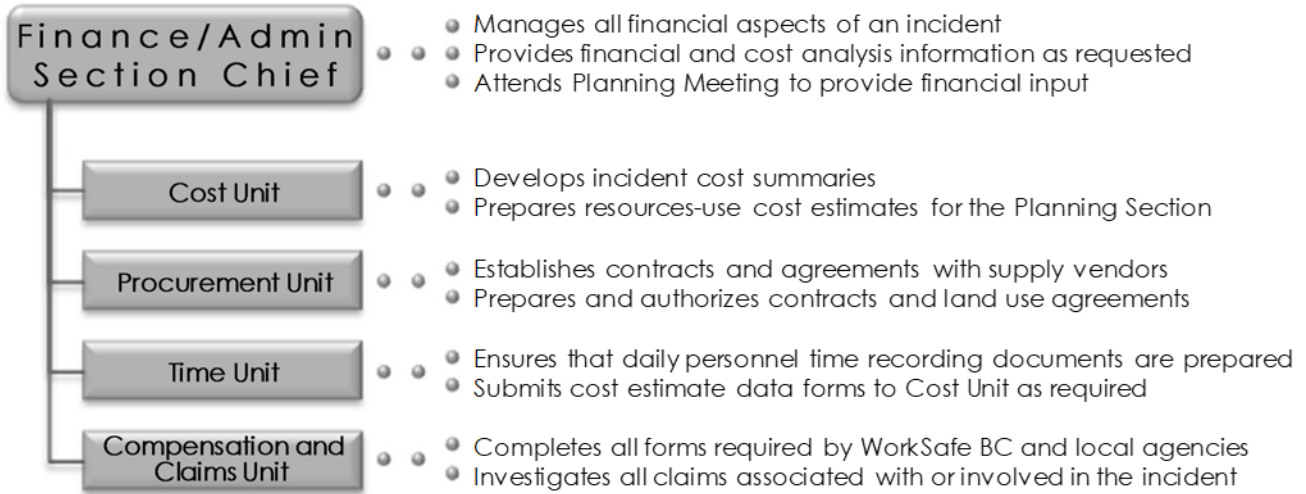 Finance/Admin
Section Chief
Manages all financial aspects of an incident
Provides financial and cost analysis information as requested
Attends Planning Meeting to provide financial input
Cost Unit
Develops incident cost summaries
Prepares resources-use cost estimates for the Planning Section
Procurement Unit
Establishes contracts and agreements with supply vendors
Prepares and authorizes contracts and land use agreements
Time Unit
Ensures that daily personnel time recording documents are prepared
Submits cost estimate data forms to Cost Unit as required
Compensation and
Claims Unit
Completes all forms required by WorkSafe BC and local agencies
Investigates all claims associated with or involved in the incident